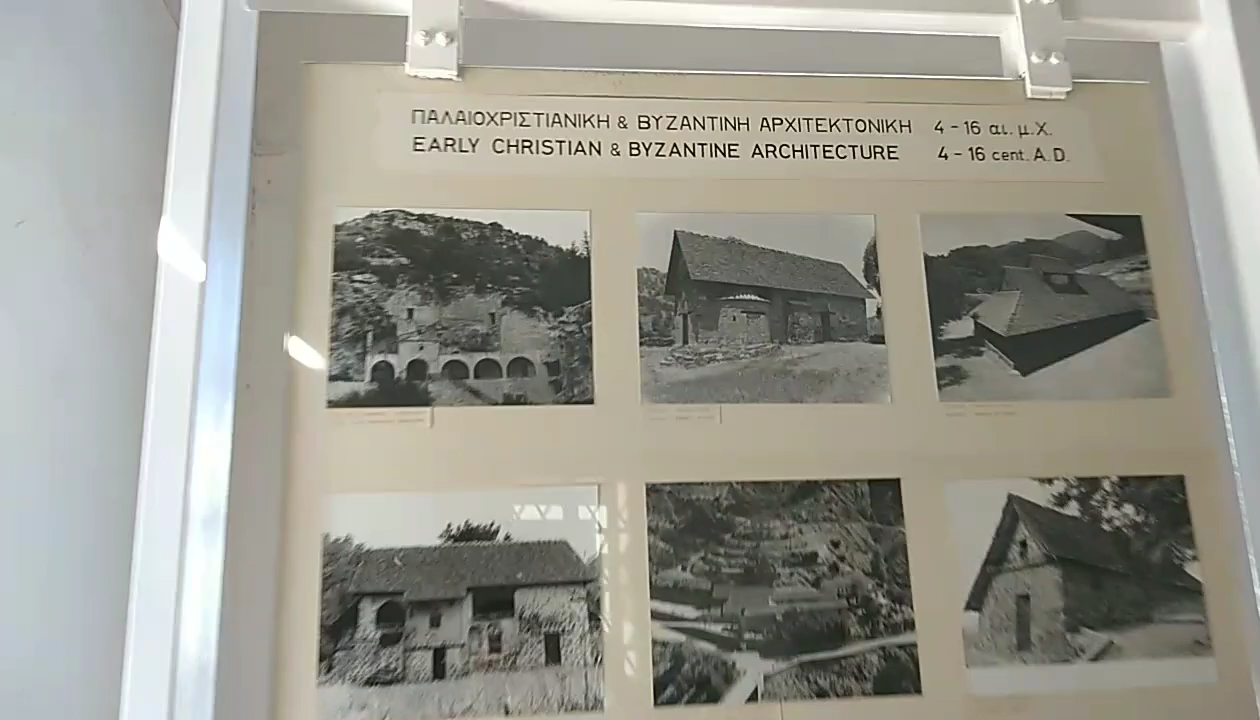 ΠΑΛΑΙΟΧΡΙΣΤΙΑΝΙΚΗ & ΒΥΖΑΝΤΙΝΗ ΑΡΧΙΤΕΚΤΟΝΙΚΗ 4 - 16 αι. μ.Χ.
EARLY CHRISTIAN & BYZANTINE ARCHITECTURE 4 - 16 cent. A.D.